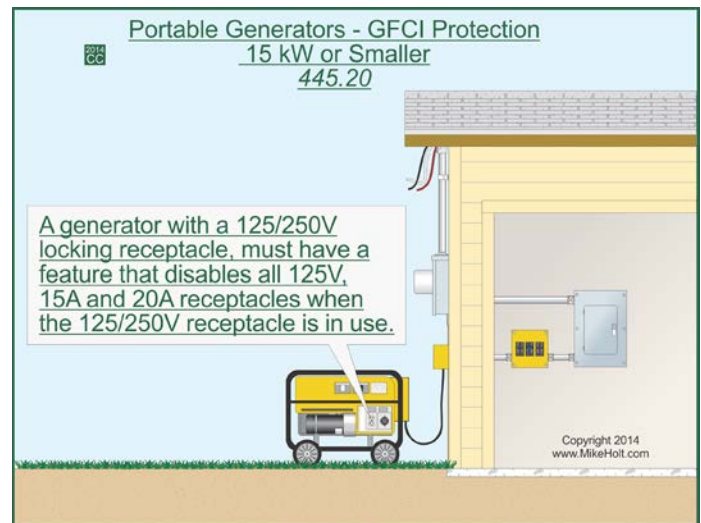 Portable Generators - GFCI Protection
2014
CC
15 kW or Smaller
445.20
A generator with a 125/250V
locking receptacle, must have a
feature that disables all 125V,
15A and 20A receptacles when
the 125/250V receptacle is in use.
Copyright 2014
www.MikeHolt.com